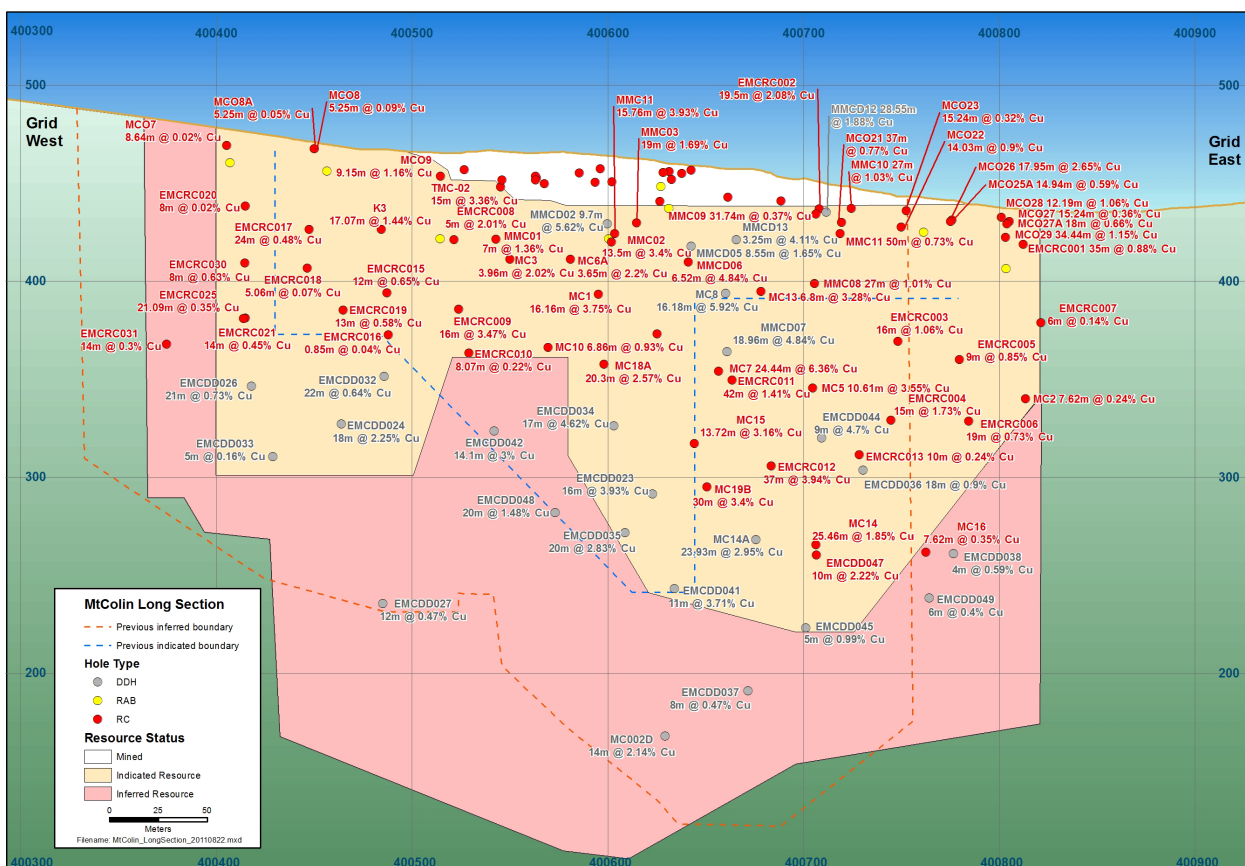 400300
400400
400500
400600
400700
400800
400900
500
500
400
400
300
300
200
200
Grid
West
Grid
East
MCO7
8.64m @ 0.02% Cu
MCO8A
5.25m @ 0.05% Cu
MCO8
5.25m @ 0.09% Cu
MCO9
9.15m @ 1.16% Cu
TMC-02
15m @ 3.36% Cu
MMC11
15.76m @ 3.93% Cu
MMC03
19m @ 1.69% Cu
EMCRC002
19.5m @ 2.08% Cu
MMCD12 28.55m
@ 1.88% Cu
MCO21 37m
@ 0.77% Cu
MMC10 27m
@ 1.03% Cu
MCO23
15.24m @ 0.32% Cu
MCO22
14.03m @ 0.9% Cu
MCO26 17.95m @ 2.65% Cu
MCO25A 14.94m @ 0.59% Cu
MCO28 12.19m @ 1.06% Cu
MCO27 15.24m @ 0.36% Cu
MCO27A 18m @ 0.66% Cu
MCO29 34.44m @ 1.15% Cu
EMCRC001 35m @ 0.88% Cu
EMCRC020
8m @ 0.02% Cu
EMCRC017
24m @ 0.48% Cu
K3
17.07m @ 1.44% Cu
EMCRC008
5m @ 2.01% Cu
MMC01
7m @ 1.36% Cu
MC3
3.96m @ 2.02% Cu
MMCD02 9.7m
@ 5.62% Cu
MMC02
13.5m @ 3.4% Cu
MC6A
3.65m @ 2.2% Cu
MMC09 31.74m @ 0.37% Cu
MMCD13
3.25m @ 4.11% Cu
MMCD05 8.55m @ 1.65% Cu
MMCD06
6.52m @ 4.84% Cu
MMC11 50m @ 0.73% Cu
EMCRC030
8m @ 0.63% Cu
EMCRC018
5.06m @ 0.07% Cu
EMCRC015
12m @ 0.65% Cu
EMCRC025
21.09m @ 0.35% Cu
EMCRC019
13m @ 0.58% Cu
EMCRC021
14m @ 0.45% Cu
EMCRC016
0.85m @ 0.04% Cu
EMCRC031
14m @ 0.3% Cu
EMCRC009
16m @ 3.47% Cu
EMCRC010
8.07m @ 0.22% Cu
MC1
16.16m @ 3.75% Cu
MC8
16.18m @ 5.92% Cu
MC13 6.8m @ 3.28% Cu
MMC08 27m @ 1.01% Cu
EMCRC003
16m @ 1.06% Cu
EMCRC007
6m @ 0.14% Cu
EMCRC005
9m @ 0.85% Cu
MC10 6.86m @ 0.93% Cu
MC18A
20.3m @ 2.57% Cu
MMCD07
18.96m @ 4.84% Cu
MC7 24.44m @ 6.36% Cu
EMCRC011
42m @ 1.41% Cu
MC5 10.61m @ 3.55% Cu
EMCRC004
15m @ 1.73% Cu
MC2 7.62m @ 0.24% Cu
EMCRC006
19m @ 0.73% Cu
EMCDD026
21m @ 0.73% Cu
EMCDD032
22m @ 0.64% Cu
EMCDD024
18m @ 2.25% Cu
EMCDD033
5m @ 0.16% Cu
EMCDD034
17m @ 4.62% Cu
EMCDD042
14.1m @ 3% Cu
MC15
13.72m @ 3.16% Cu
EMCDD044
9m @ 4.7% Cu
EMCRC013 10m @ 0.24% Cu
EMCRC012
37m @ 3.94% Cu
EMCDD036 18m @ 0.9% Cu
EMCDD023
16m @ 3.93% Cu
MC19B
30m @ 3.4% Cu
EMCDD048
20m @ 1.48% Cu
EMCDD035
20m @ 2.83% Cu
MC14A
23.93m @ 2.95% Cu
MC14
25.46m @ 1.85% Cu
EMCDD047
10m @ 2.22% Cu
MC16
7.62m @ 0.35% Cu
EMCDD038
4m @ 0.59% Cu
EMCDD049
6m @ 0.4% Cu
EMCDD041
11m @ 3.71% Cu
EMCDD045
5m @ 0.99% Cu
EMCDD027
12m @ 0.47% Cu
EMCDD037
8m @ 0.47% Cu
MC002D
14m @ 2.14% Cu
MtColin Long Section
Previous inferred boundary
Previous indicated boundary
Hole Type
DDH
RAB
RC
Resource Status
Mined
Indicated Resource
Inferred Resource
0 25 50
Meters
Filename: MtColin_LongSection_20110822.mxd
400300
400400
400500
400600
400700
400800
400900